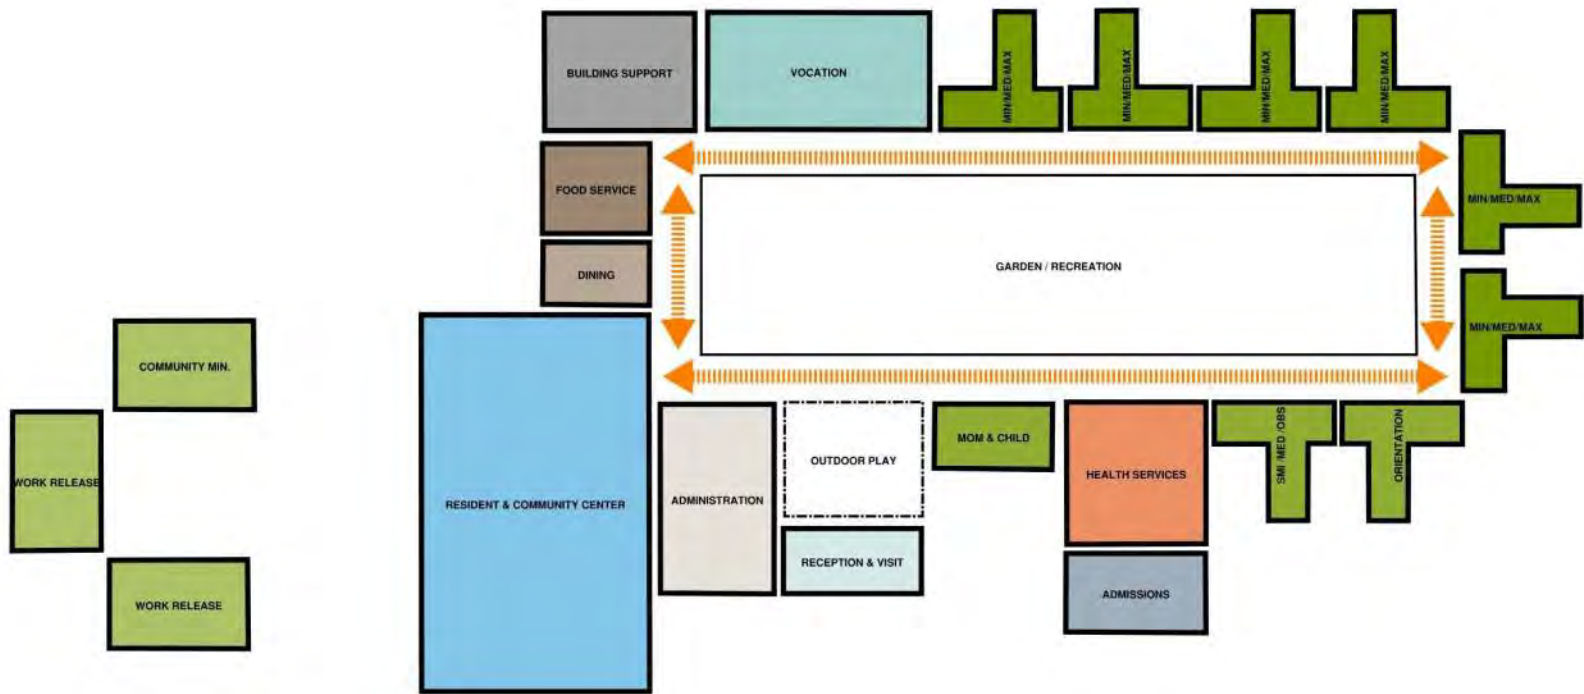 BUILDING SUPPORT
VOCATION
MIN/MED/MAX
MIN/MED/MAX
MIN/MED/MAX
MIN/MED/MAX
FOOD SERVICE
MIN/MED/MAX
GARDEN / RECREATION
DINING
MIN/MED/MAX
COMMUNITY MIN.
WORK RELEASE
WORK RELEASE
RESIDENT & COMMUNITY CENTER
ADMINISTRATION
OUTDOOR PLAY
RECEPTION & VISIT
MOM & CHILD
HEALTH SERVICES
ADMISSIONS
SMI /MED /OBS
ORIENTATION